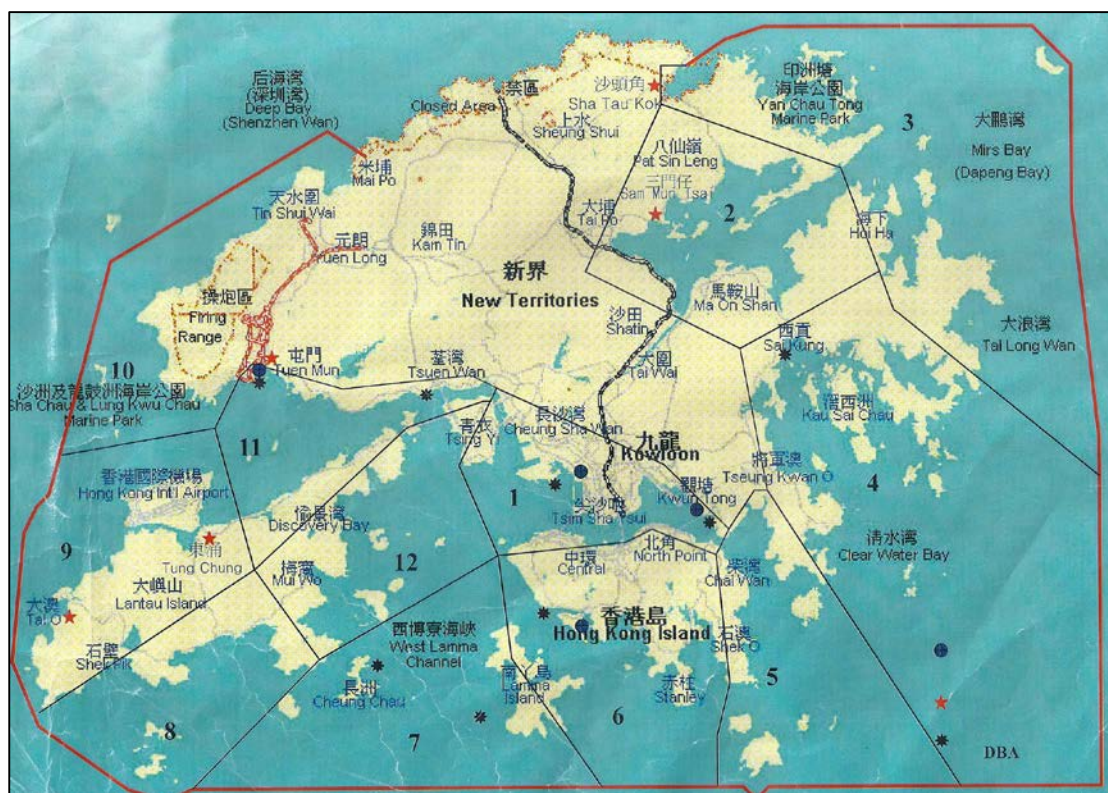 后海灣
(深圳灣)
Deep Bay
(Shenzhen Wan)
禁區
Closed Area
沙頭角
Sha Tau Kok
上水
Sheung Shui
印洲塘
海岸公園
Yan Chau Tong
Marine Park
3
大鵬灣
Mirs Bay
(Dapeng Bay)
米埔
Mai Po
八仙嶺
Pat Sin Leng
三門仔
Sam Mun Tsai
天水圍
Tin Shui Wai
元朗
Yuen Long
錦田
Kam Tin
大埔
Tai Po
2
海下
Hoi Ha
新界
New Territories
馬鞍山
Ma On Shan
操炮區
Firing
Range
沙田
Shatin
西貢
Sai Kung
大浪灣
Tai Long Wan
10
屯門
Tuen Mun
荃灣
Tsuen Wan
大圍
Tai Wai
沙洲及龍鼓洲海岸公園
Sha Chau & Lung Kwu Chau
Marine Park
滘西洲
Kau Sai Chau
青衣
Tsing Yi
長沙灣
Cheung Sha Wan
11
九龍
Kowloon
香港國際機場
Hong Kong Int'l Airport
將軍澳
Tseung Kwan O
4
1
觀塘
Kwun Tong
尖沙咀
Tsim Sha Tsui
愉景灣
Discovery Bay
9
東涌
Tung Chung
12
中環
Central
北角
North Point
清水灣
Clear Water Bay
柴灣
Chai Wan
梅窩
Mui Wo
大嶼山
Lantau Island
大澳
Tai O
香港島
Hong Kong Island
石澳
Shek O
西博寮海峽
West Lamma
Channel
石壁
Shek Pik
長洲
Cheung Chau
南丫島
Lamma
Island
赤柱
Stanley
5
8
7
6
DBA